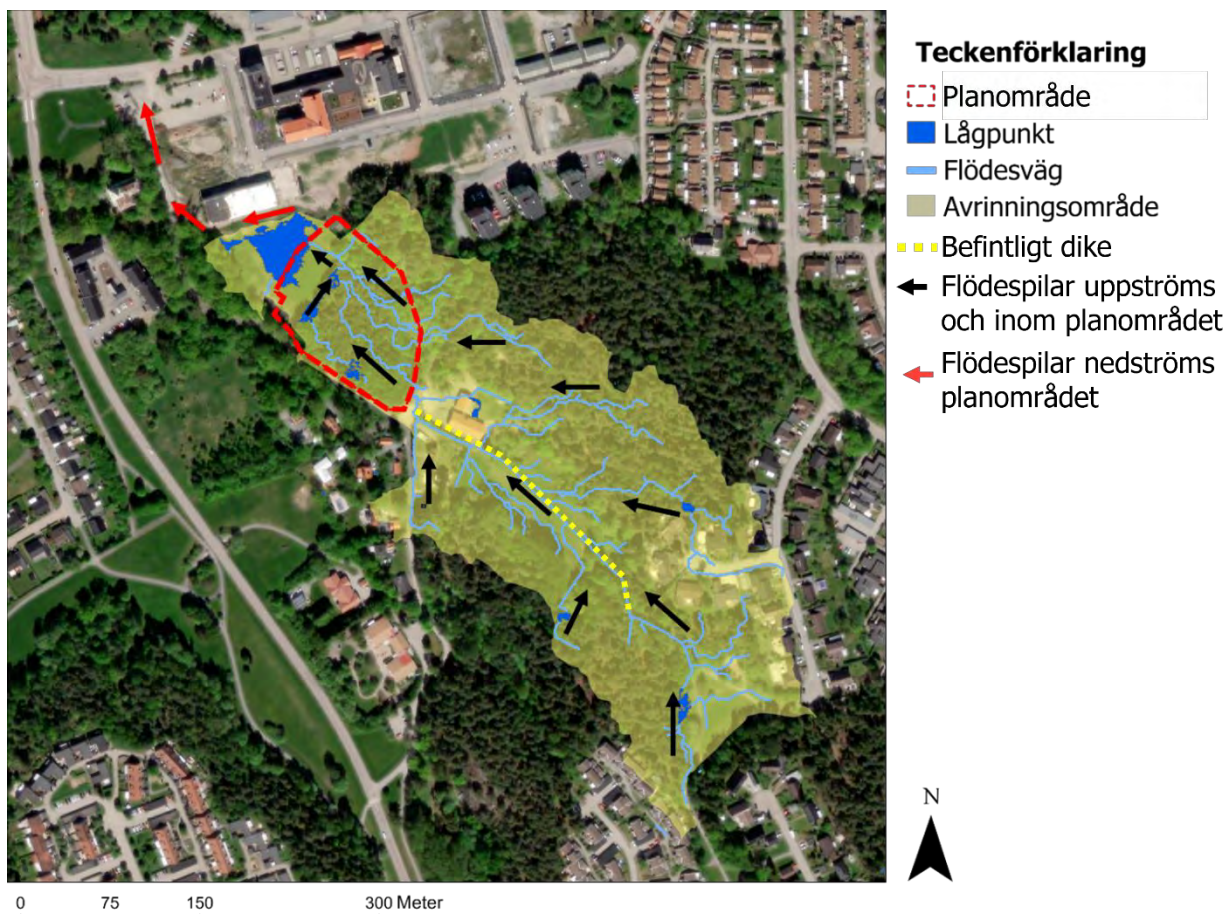 Teckenförklaring
Planområde
Lågpunkt
Flödesväg
Avrinningsområde
Befintligt dike
Flödespilar uppströms
och inom planområdet
Flödespilar nedströms
planområdet
N
0 75 150 300 Meter